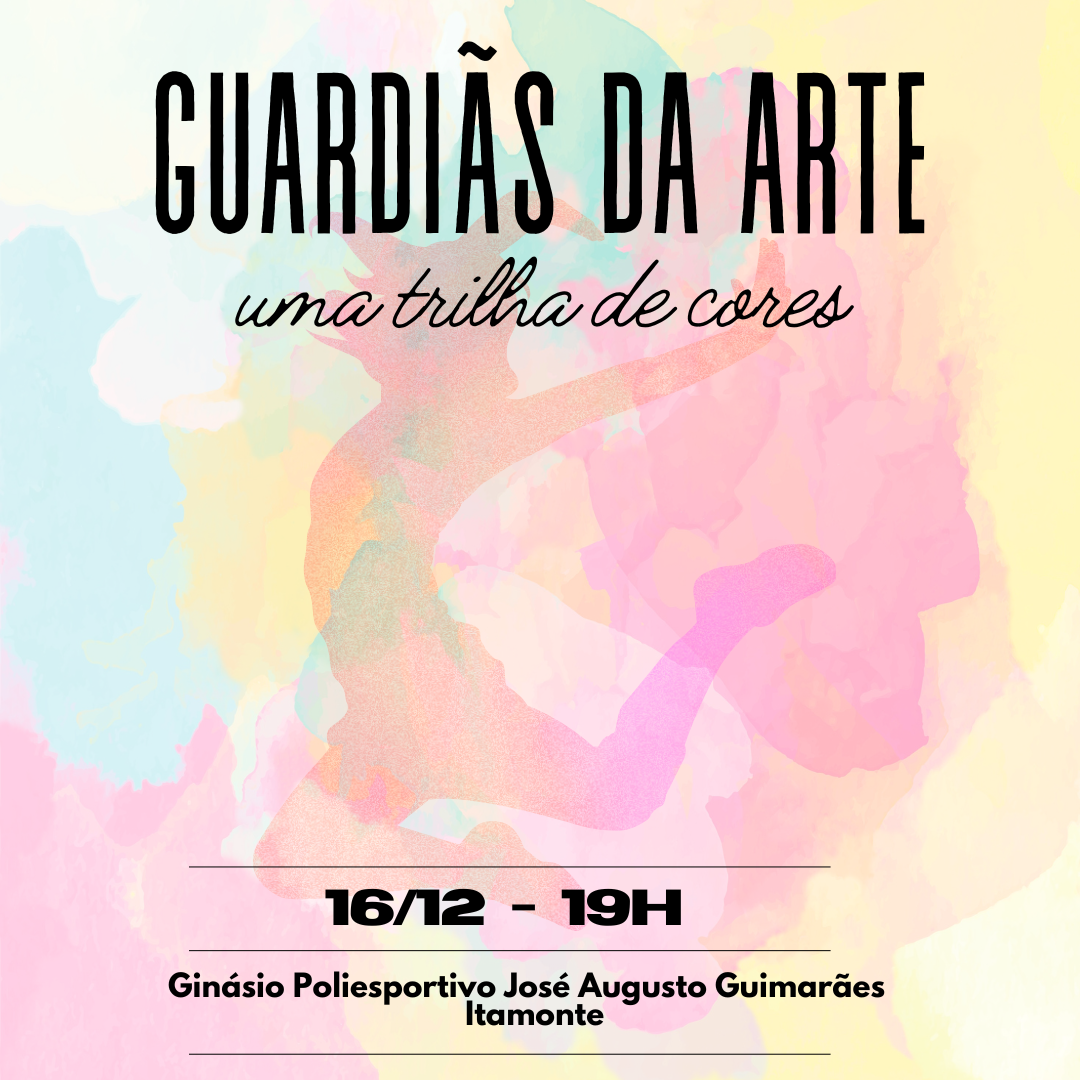 GUARDIÃS DA ARTE
uma trilha de cores
16/12 - 19H
Ginásio Poliesportivo José Augusto Guimarães
Itamonte